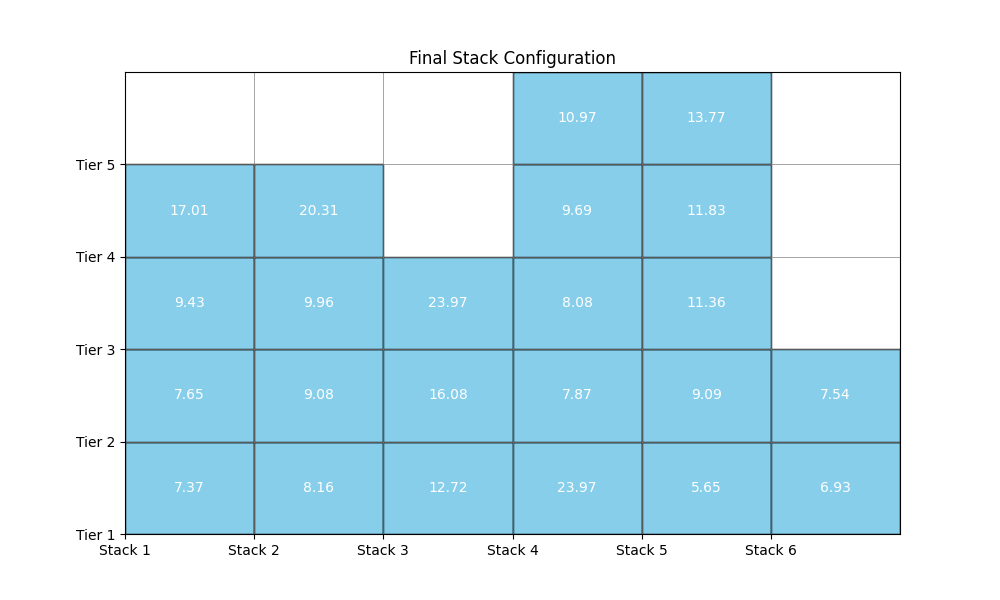 Final Stack Configuration
10.97 13.77
Tier 5
17.01 20.31 9.69 11.83
Tier 4
9.43 9.96 23.97 8.08 11.36
Tier 3
7.65 9.08 16.08 7.87 9.09 7.54
Tier 2
7.37 8.16 12.72 23.97 5.65 6.93
Tier 1
Stack 1 Stack 2 Stack 3 Stack 4 Stack 5 Stack 6